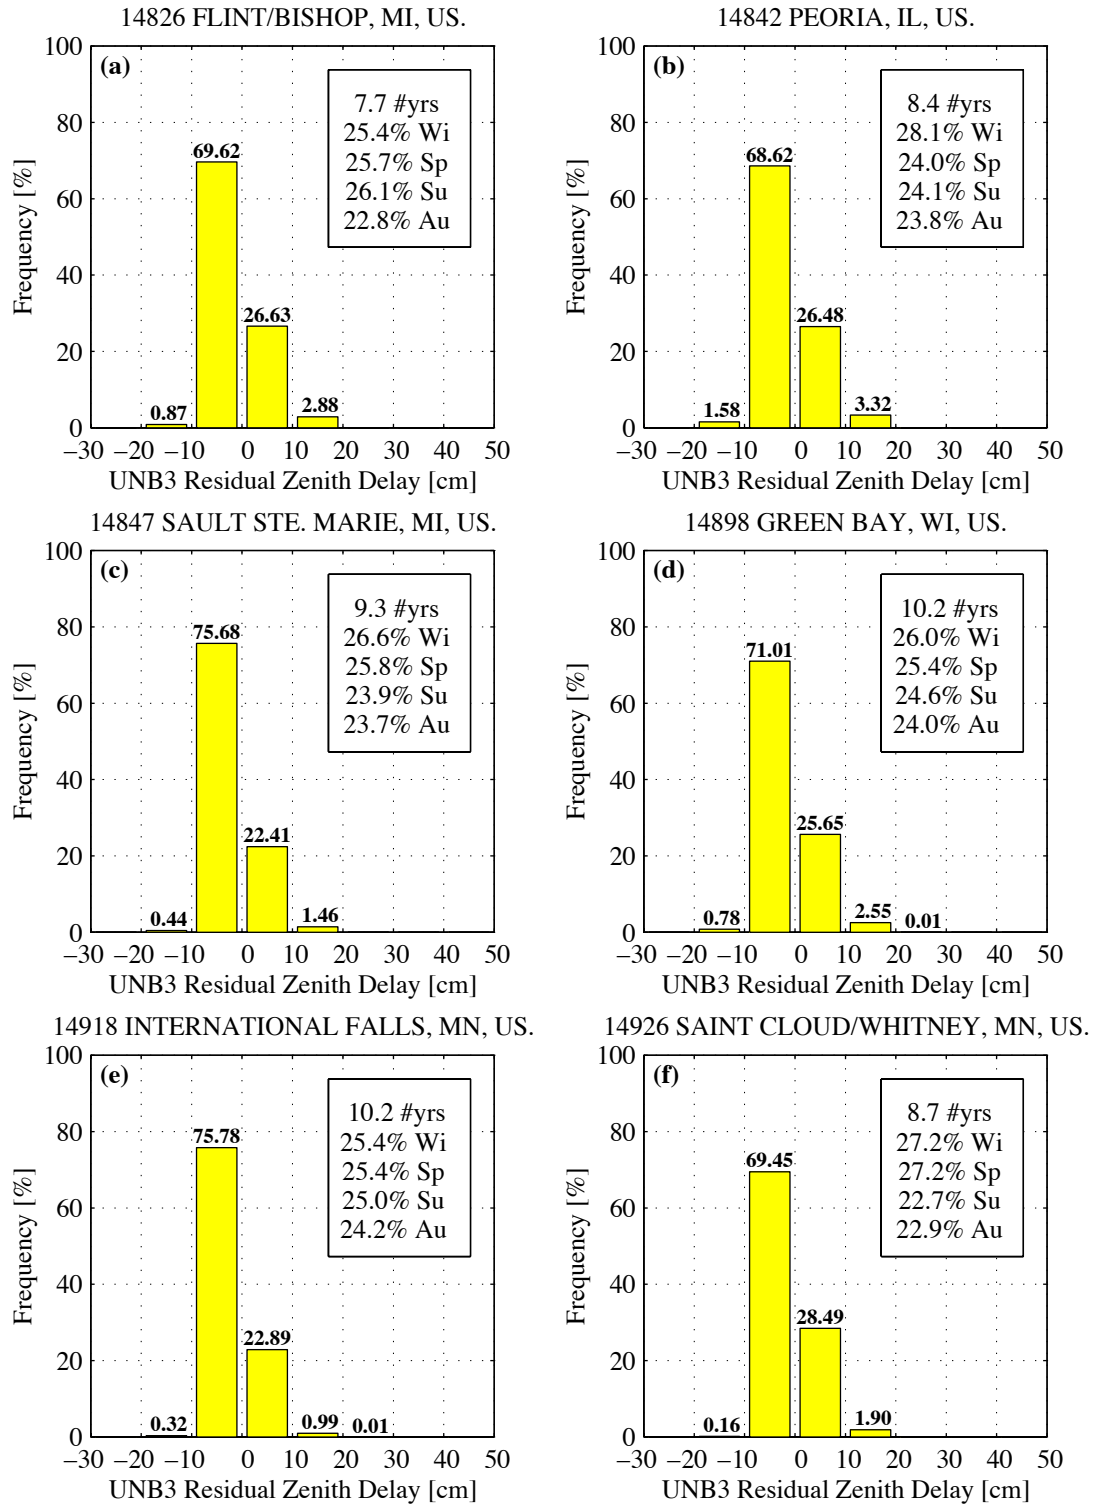 14826 FLINT/BISHOP, MI, US.
(a)
7.7 #yrs
25.4% Wi
25.7% Sp
26.1% Su
22.8% Au
Frequency [%]
100
80
60
40
20
0
0.87
69.62
26.63
2.88
−30 −20 −10 0 10 20 30 40 50
UNB3 Residual Zenith Delay [cm]
14842 PEORIA, IL, US.
(b)
8.4 #yrs
28.1% Wi
24.0% Sp
24.1% Su
23.8% Au
Frequency [%]
100
80
60
40
20
0
1.58
68.62
26.48
3.32
−30 −20 −10 0 10 20 30 40 50
UNB3 Residual Zenith Delay [cm]
14847 SAULT STE. MARIE, MI, US.
(c)
9.3 #yrs
26.6% Wi
25.8% Sp
23.9% Su
23.7% Au
Frequency [%]
100
80
60
40
20
0
0.44
75.68
22.41
1.46
−30 −20 −10 0 10 20 30 40 50
UNB3 Residual Zenith Delay [cm]
14898 GREEN BAY, WI, US.
(d)
10.2 #yrs
26.0% Wi
25.4% Sp
24.6% Su
24.0% Au
Frequency [%]
100
80
60
40
20
0
0.78
71.01
25.65
2.55
0.01
−30 −20 −10 0 10 20 30 40 50
UNB3 Residual Zenith Delay [cm]
14918 INTERNATIONAL FALLS, MN, US.
(e)
10.2 #yrs
25.4% Wi
25.4% Sp
25.0% Su
24.2% Au
Frequency [%]
100
80
60
40
20
0
0.32
75.78
22.89
0.99
0.01
−30 −20 −10 0 10 20 30 40 50
UNB3 Residual Zenith Delay [cm]
14926 SAINT CLOUD/WHITNEY, MN, US.
(f)
8.7 #yrs
27.2% Wi
27.2% Sp
22.7% Su
22.9% Au
Frequency [%]
100
80
60
40
20
0
0.16
69.45
28.49
1.90
−30 −20 −10 0 10 20 30 40 50
UNB3 Residual Zenith Delay [cm]